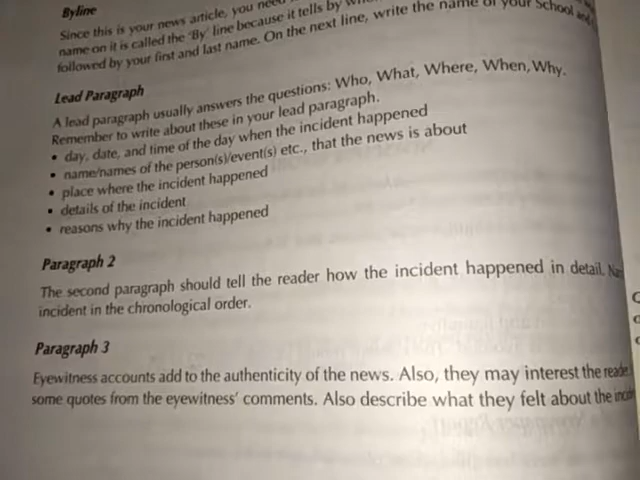 Byline
Since this is your news article, you need
name on it is called the 'By' line because it tells by
followed by your first and last name. On the next line, write the name of your School
Lead Paragraph
A lead paragraph usually answers the questions: Who, What, Where, When, Why.
Remember to write about these in your lead paragraph.
• day, date, and time of the day when the incident happened
• name/names of the person(s)/event(s) etc., that the news is about
• place where the incident happened
• details of the incident
• reasons why the incident happened
Paragraph 2
The second paragraph should tell the reader how the incident happened in detail.
incident in the chronological order.
Paragraph 3
Eyewitness accounts add to the authenticity of the news. Also, they may interest the
some quotes from the eyewitness' comments. Also describe what they felt about the